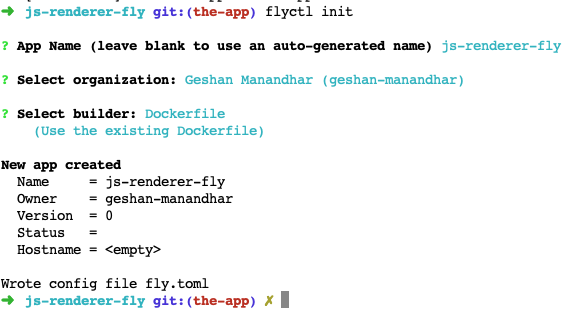 ➜ js-renderer-fly git:(the-app) flyctl init
? App Name (leave blank to use an auto-generated name) js-renderer-fly
? Select organization: Geshan Manandhar (geshan-manandhar)
? Select builder: Dockerfile
(Use the existing Dockerfile)
New app created
Name = js-renderer-fly
Owner = geshan-manandhar
Version = 0
Status =
Hostname = <empty>
Wrote config file fly.toml
➜ js-renderer-fly git:(the-app) ✗